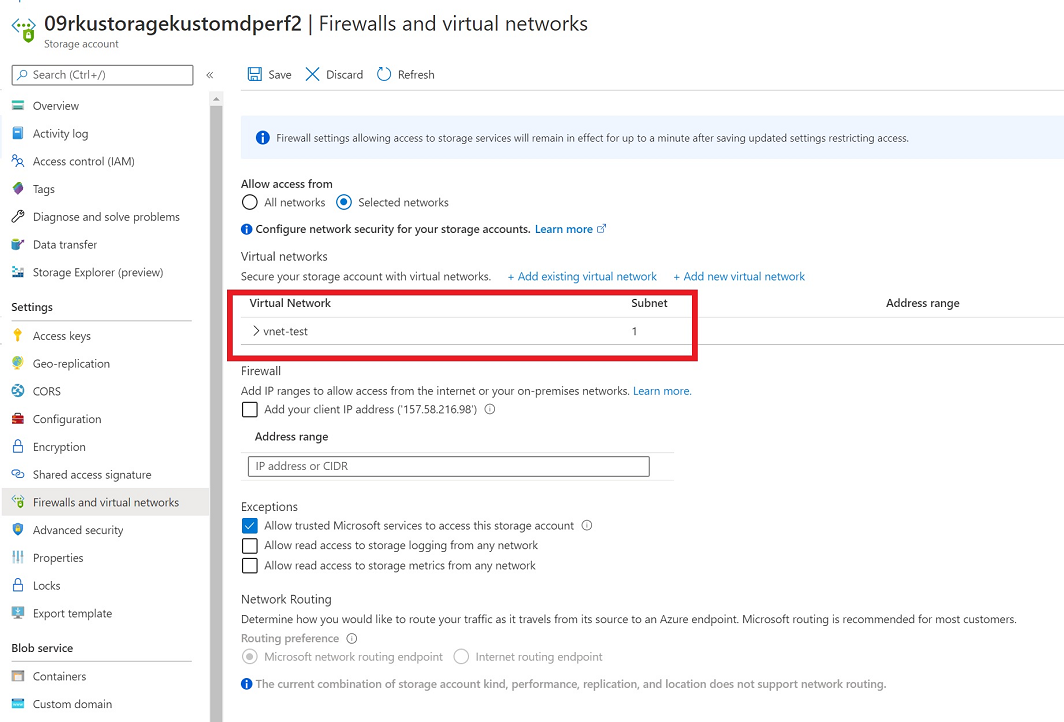 09rkustoragekustomdperf2 | Firewalls and virtual networks
Storage account
Search (Ctrl+/)
«
Save
Discard
Refresh
Overview
Activity log
Access control (IAM)
Tags
Diagnose and solve problems
Data transfer
Storage Explorer (preview)
Settings
Access keys
Geo-replication
CORS
Configuration
Encryption
Shared access signature
Firewalls and virtual networks
Advanced security
Properties
Locks
Export template
Blob service
Containers
Custom domain
Firewall settings allowing access to storage services will remain in effect for up to a minute after saving updated settings restricting access.
Allow access from
All networks Selected networks
Configure network security for your storage accounts. Learn more
Virtual networks
Secure your storage account with virtual networks. + Add existing virtual network + Add new virtual network
Virtual Network Subnet Address range
vnet-test 1
Firewall
Add IP ranges to allow access from the internet or your on-premises networks. Learn more.
Add your client IP address ('157.58.216.98')
Address range
IP address or CIDR
Exceptions
Allow trusted Microsoft services to access this storage account
Allow read access to storage logging from any network
Allow read access to storage metrics from any network
Network Routing
Determine how you would like to route your traffic as it travels from its source to an Azure endpoint. Microsoft routing is recommended for most customers.
Routing preference
Microsoft network routing endpoint Internet routing endpoint
The current combination of storage account kind, performance, replication, and location does not support network routing.